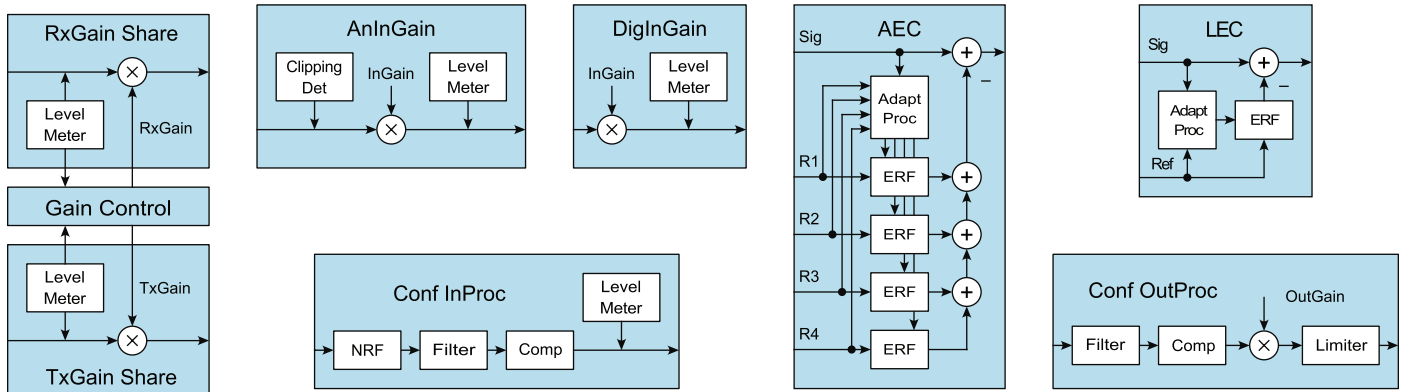 RxGain Share
Level
Meter
RxGain
Gain Control
Level
Meter
TxGain
TxGain Share
AnInGain
Clipping
Det
InGain
Level
Meter
DigInGain
InGain
Level
Meter
Conf InProc
NRF
Filter
Comp
Level
Meter
AEC
Sig
Adapt
Proc
R1
ERF
R2
ERF
R3
ERF
R4
ERF
LEC
Sig
Adapt
Proc
ERF
Ref
Conf OutProc
OutGain
Filter
Comp
Limiter